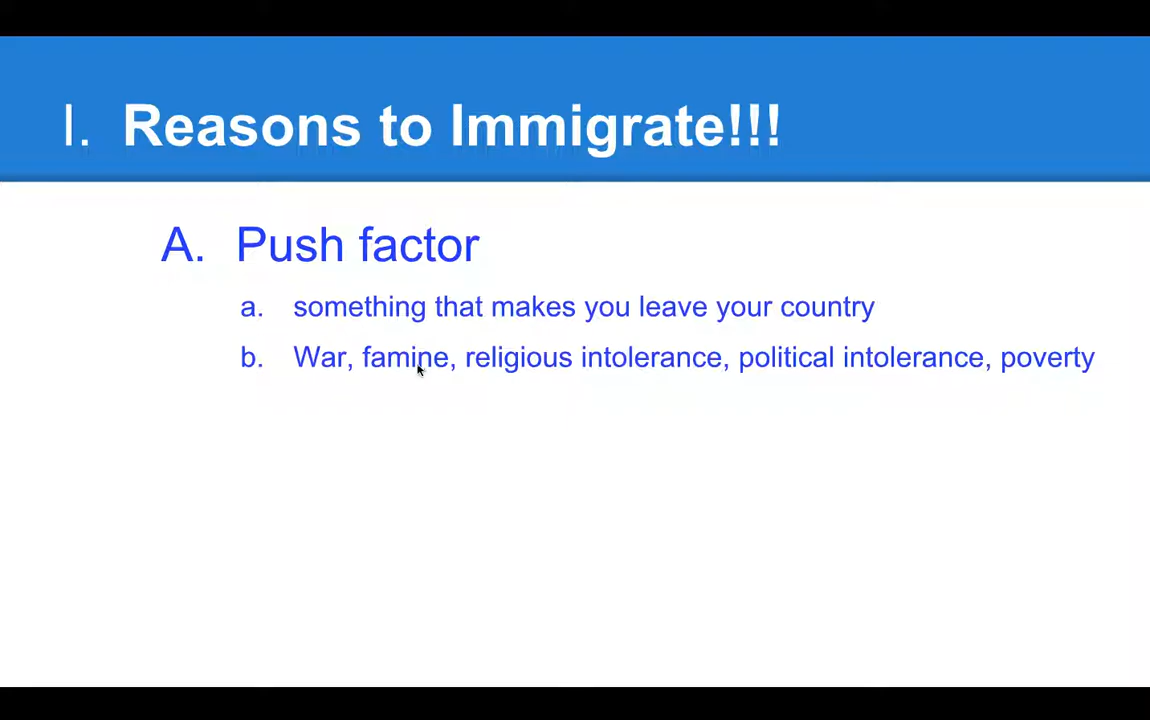 I. Reasons to Immigrate!!!
A. Push factor
a. something that makes you leave your country
b. War, famine, religious intolerance, political intolerance, poverty